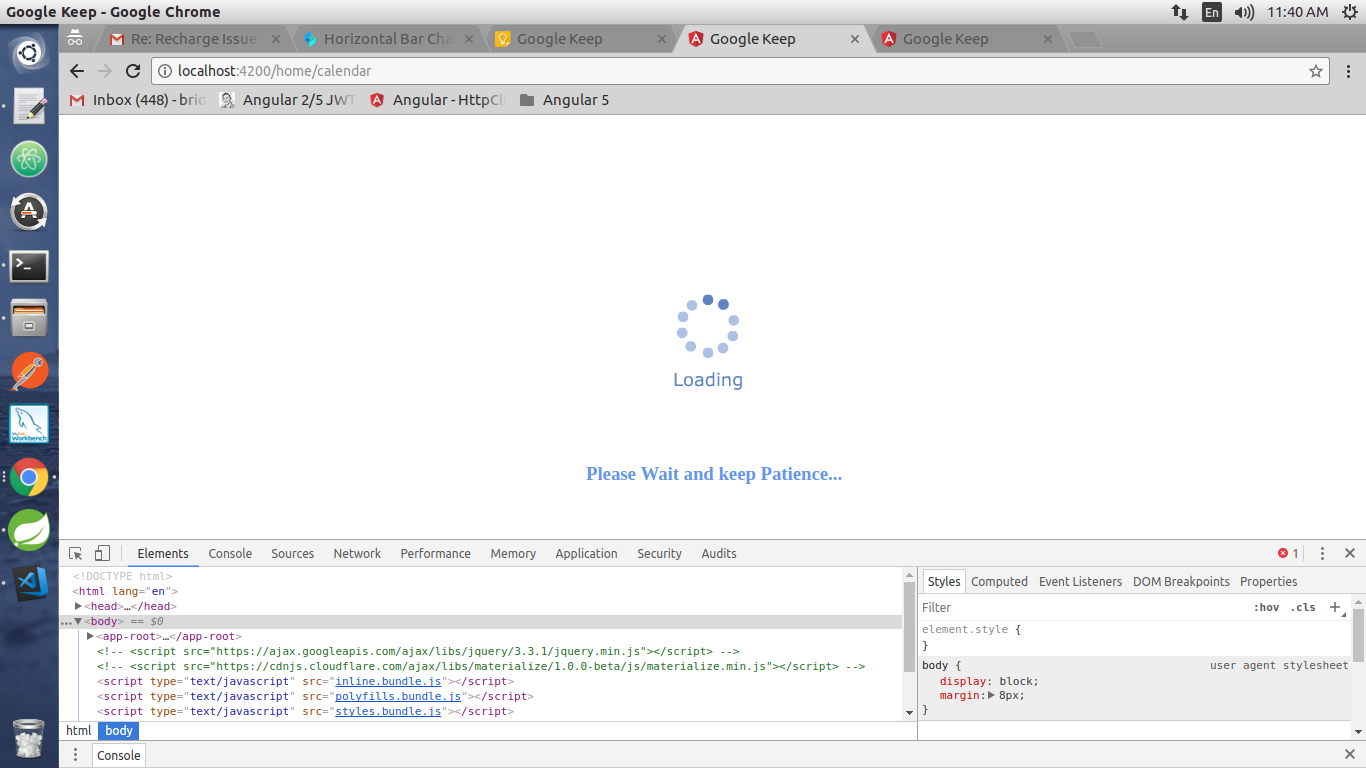 Google Keep - Google Chrome
En
11:40 AM
Re: Recharge Issue
Horizontal Bar Cha
Google Keep
Google Keep
Google Keep
localhost:4200/home/calendar
Inbox (448) - brid
Angular 2/5 JWT
Angular - HttpCli
Angular 5
Loading
Please Wait and keep Patience...
Elements Console Sources Network Performance Memory Application Security Audits
1
<!DOCTYPE html>
<html lang="en">
<head>…</head>
…<body> == $0
<app-root>…</app-root>
<!-- <script src="https://ajax.googleapis.com/ajax/libs/jquery/3.3.1/jquery.min.js"></script> -->
<!-- <script src="https://cdnjs.cloudflare.com/ajax/libs/materialize/1.0.0-beta/js/materialize.min.js"></script> -->
<script type="text/javascript" src="inline.bundle.js"></script>
<script type="text/javascript" src="polyfills.bundle.js"></script>
<script type="text/javascript" src="styles.bundle.js"></script>
html body
Styles Computed Event Listeners DOM Breakpoints Properties
Filter :hov .cls +
element.style {
}
body { user agent stylesheet
display: block;
margin: 8px;
}
Console
Workbench